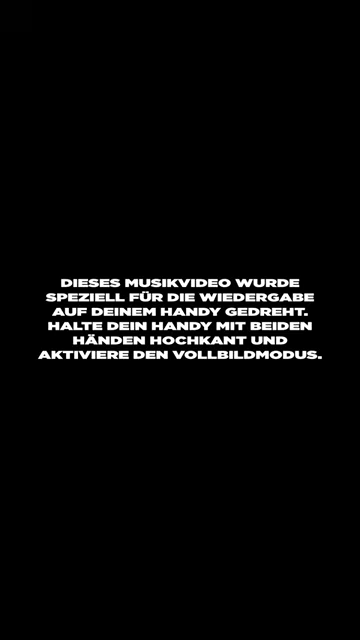 DIESES MUSIKVIDEO WURDE
SPEZIELL FÜR DIE WIEDERGABE
AUF DEINEM HANDY GEDREHT.
HALTE DEIN HANDY MIT BEIDEN
HÄNDEN HOCHKANT UND
AKTIVIERE DEN VOLLBILDMODUS.